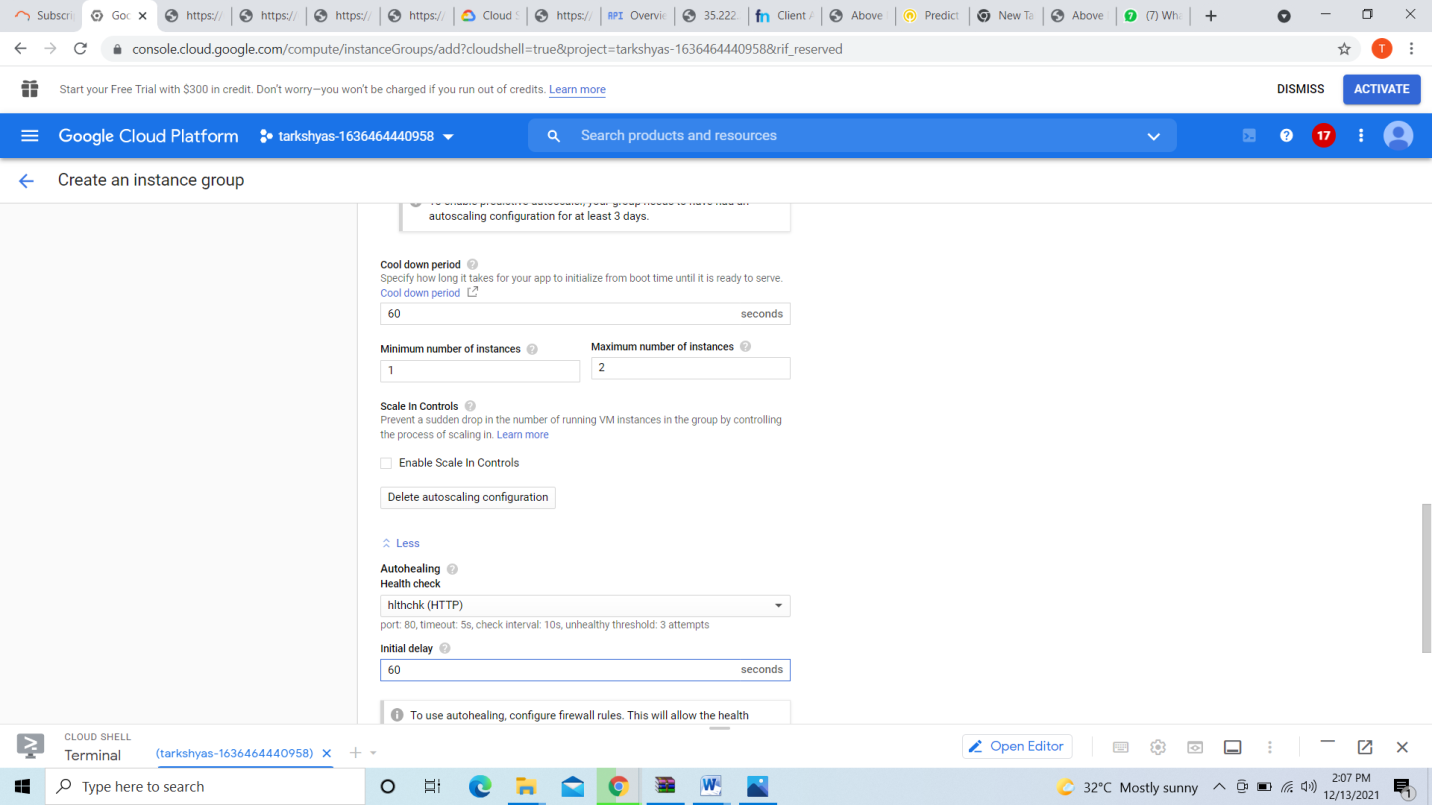 Subscri
Goo
https:/
https:/
https:/
https:/
Cloud S
https:/
API Overvie
35.222.
fn Client A
Above
Predict
New Ta
Above
7 (7) Wha
console.cloud.google.com/compute/instanceGroups/add?cloudshell=true&project=tarkshyas-1636464440958&rif_reserved
T
Start your Free Trial with $300 in credit. Don't worry—you won't be charged if you run out of credits. Learn more
DISMISS
ACTIVATE
Google Cloud Platform
tarkshyas-1636464440958
Search products and resources
17
Create an instance group
autoscaling configuration for at least 3 days.
Cool down period
Specify how long it takes for your app to initialize from boot time until it is ready to serve.
Cool down period
60 seconds
Minimum number of instances
Maximum number of instances
1
2
Scale In Controls
Prevent a sudden drop in the number of running VM instances in the group by controlling
the process of scaling in. Learn more
Enable Scale In Controls
Delete autoscaling configuration
Less
Autohealing
Health check
hlthchk (HTTP)
port: 80, timeout: 5s, check interval: 10s, unhealthy threshold: 3 attempts
Initial delay
60 seconds
To use autohealing, configure firewall rules. This will allow the health
CLOUD SHELL
Terminal
(tarkshyas-1636464440958)
Open Editor
Type here to search
32°C Mostly sunny
2:07 PM
12/13/2021
1